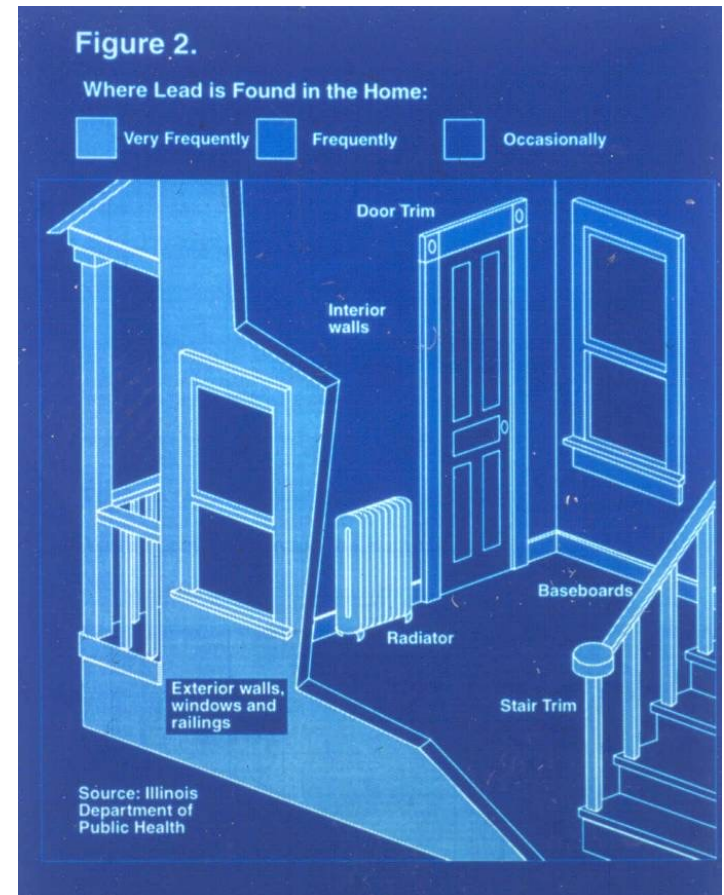 Figure 2.
Where Lead is Found in the Home:
Very Frequently
Frequently
Occasionally
Door Trim
Interior
walls
Baseboards
Radiator
Exterior walls,
windows and
railings
Stair Trim
Source: Illinois
Department of
Public Health